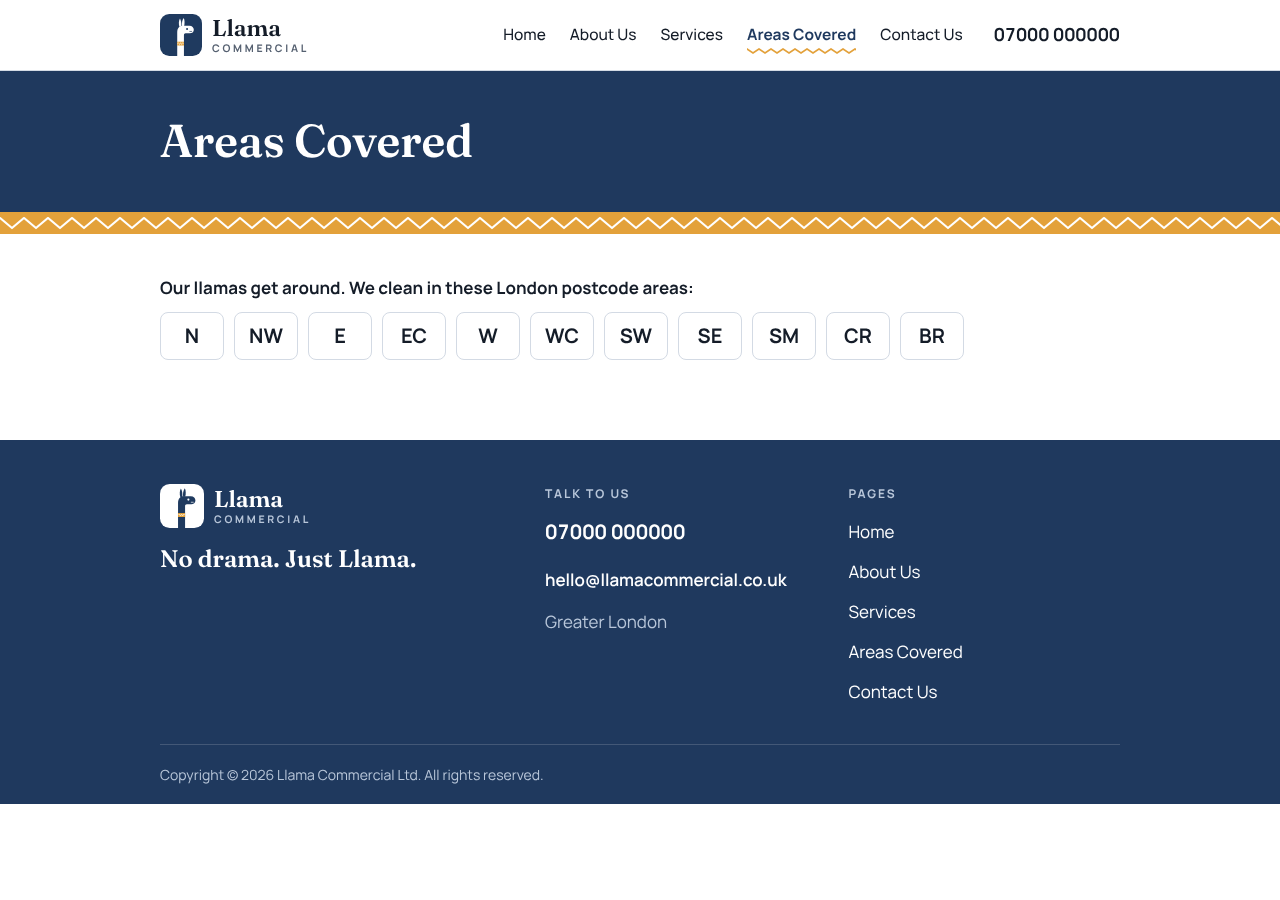 Llama
COMMERCIAL
Home About Us Services Areas Covered Contact Us 07000 000000
Areas Covered
Our llamas get around. We clean in these London postcode areas:
N NW E EC W WC SW SE SM CR BR
Llama
COMMERCIAL
No drama. Just Llama.
TALK TO US
07000 000000
hello@llamacommercial.co.uk
Greater London
PAGES
Home
About Us
Services
Areas Covered
Contact Us
Copyright © 2026 Llama Commercial Ltd. All rights reserved.